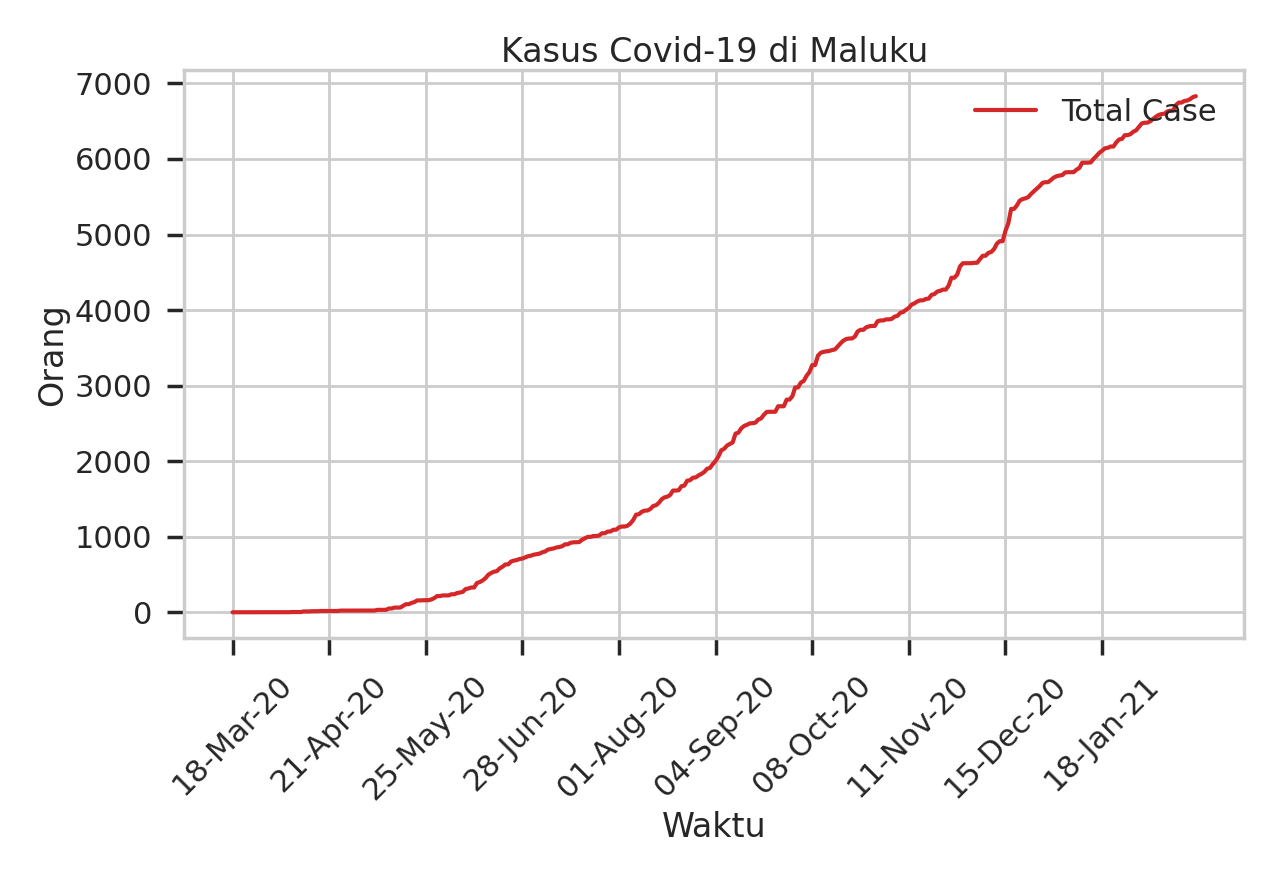 Kasus Covid-19 di Maluku
Total Case
Orang
7000
6000
5000
4000
3000
2000
1000
0
18-Mar-20
21-Apr-20
25-May-20
28-Jun-20
01-Aug-20
04-Sep-20
08-Oct-20
11-Nov-20
15-Dec-20
18-Jan-21
Waktu